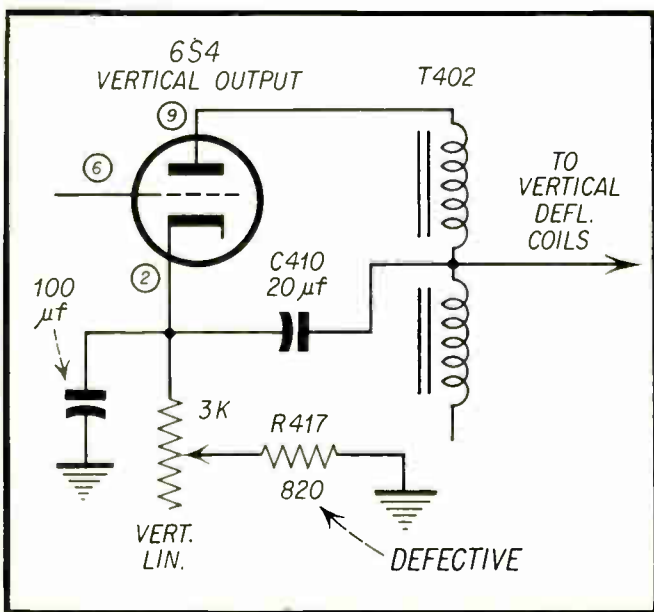 6S4
VERTICAL OUTPUT
T402
9
6
TO
VERTICAL
DEFL.
COILS
2
C410
20 μf
100
μf
3K
R417
820
VERT.
LIN.
DEFECTIVE